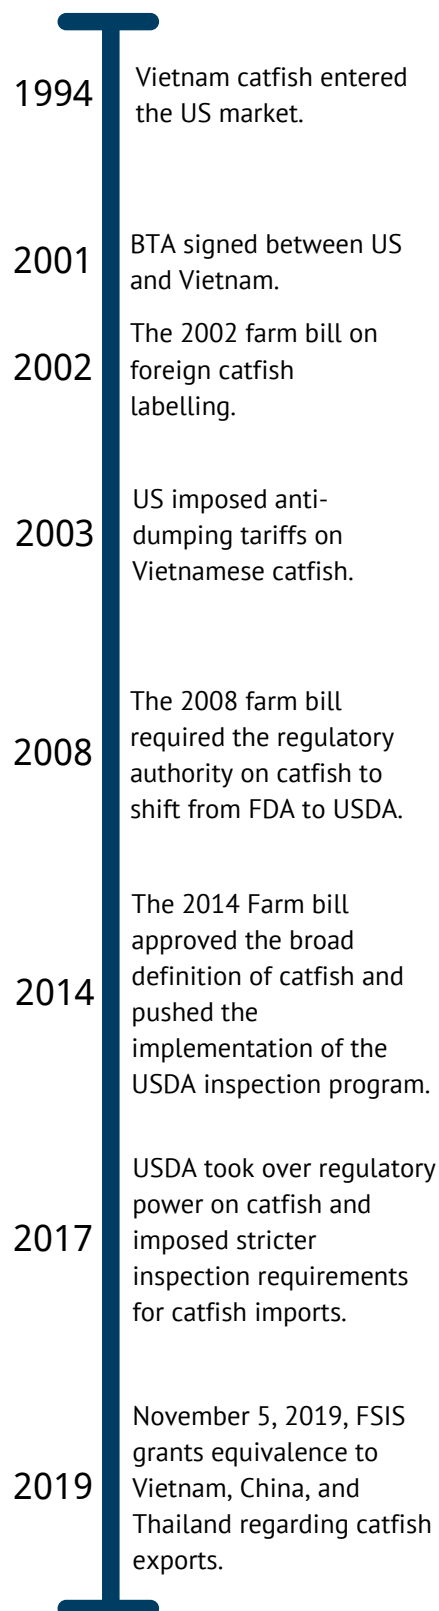 1994
Vietnam catfish entered
the US market.
2001
BTA signed between US
and Vietnam.
2002
The 2002 farm bill on
foreign catfish
labelling.
2003
US imposed anti-
dumping tariffs on
Vietnamese catfish.
2008
The 2008 farm bill
required the regulatory
authority on catfish to
shift from FDA to USDA.
2014
The 2014 Farm bill
approved the broad
definition of catfish and
pushed the
implementation of the
USDA inspection program.
2017
USDA took over regulatory
power on catfish and
imposed stricter
inspection requirements
for catfish imports.
2019
November 5, 2019, FSIS
grants equivalence to
Vietnam, China, and
Thailand regarding catfish
exports.